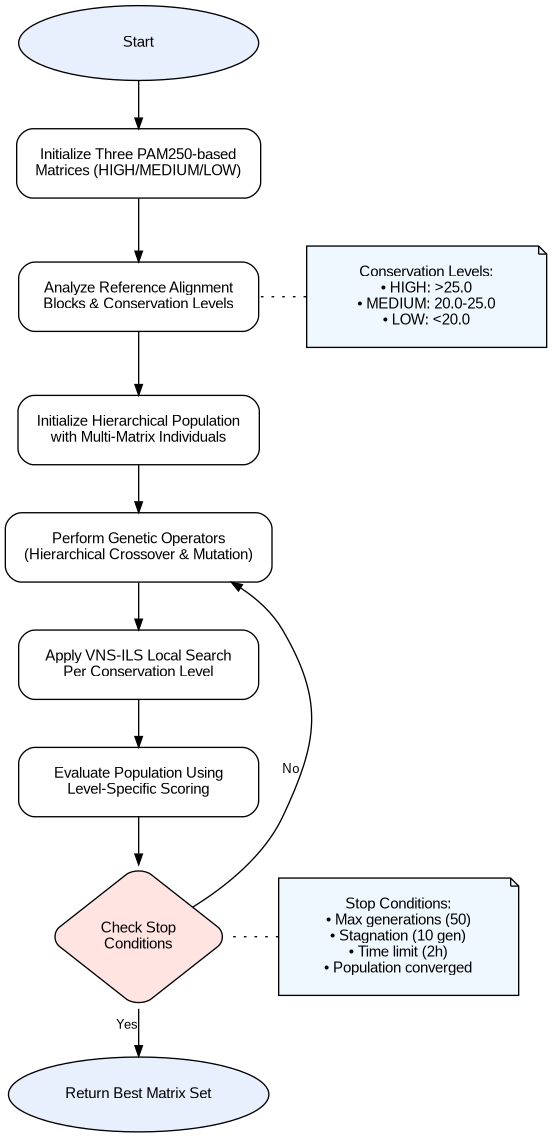 Start
Initialize Three PAM250-based
Matrices (HIGH/MEDIUM/LOW)
Analyze Reference Alignment
Blocks & Conservation Levels
Conservation Levels:
• HIGH: >25.0
• MEDIUM: 20.0-25.0
• LOW: <20.0
Initialize Hierarchical Population
with Multi-Matrix Individuals
Perform Genetic Operators
(Hierarchical Crossover & Mutation)
Apply VNS-ILS Local Search
Per Conservation Level
Evaluate Population Using
Level-Specific Scoring
No
Check Stop
Conditions
Stop Conditions:
• Max generations (50)
• Stagnation (10 gen)
• Time limit (2h)
• Population converged
Yes
Return Best Matrix Set